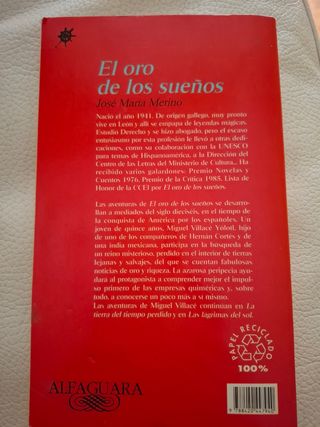 El oro
de los sueños
José María Merino
Nació el año 1941. De origen gallego, muy pronto
vive en León y allí se empapa de leyendas mágicas.
Estudió Derecho y se hizo abogado, pero el escaso
entusiasmo por esta profesión le llevó a otras dedi-
caciones, como su colaboración con la UNESCO
para temas de Hispanoamérica, a la Dirección del
Centro de las Letras del Ministerio de Cultura... Ha
recibido varios galardones: Premio Novelas y
Cuentos 1976, Premio de la Crítica 1985. Lista de
Honor de la CCEI por El oro de los sueños.
Las aventuras de El oro de los sueños se desarro-
llan a mediados del siglo dieciséis, en el tiempo de
la conquista de América por los españoles. Un
joven de quince años, Miguel Villacé Yólotl, hijo
de uno de los compañeros de Hernán Cortés y de
una india mexicana, participa en la búsqueda de
un reino misterioso, perdido en el interior de tierras
lejanas y salvajes, del que se cuentan fabulosas
noticias de oro y riqueza. La azarosa peripecia ayu-
dará al protagonista a comprender mejor el impul-
so primero de las empresas quiméricas y, sobre
todo, a conocerse un poco más a sí mismo.
Las aventuras de Miguel Villacé continúan en La
tierra del tiempo perdido y en Las lágrimas del sol.
PAPEL RECICLADO
100%
ALFAGUARA
9 788420 447940